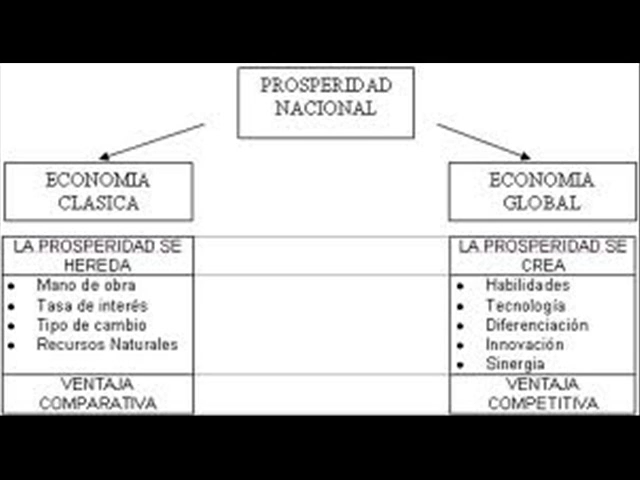 PROSPERIDAD
NACIONAL
ECONOMIA
CLASICA
ECONOMIA
GLOBAL
LA PROSPERIDAD SE
HEREDA
• Mano de obra
• Tasa de interés
• Tipo de cambio
• Recursos Naturales
VENTAJA
COMPARATIVA
LA PROSPERIDAD SE
CREA
• Habilidades
• Tecnología
• Diferenciación
• Innovación
• Sinergia
VENTAJA
COMPETITIVA